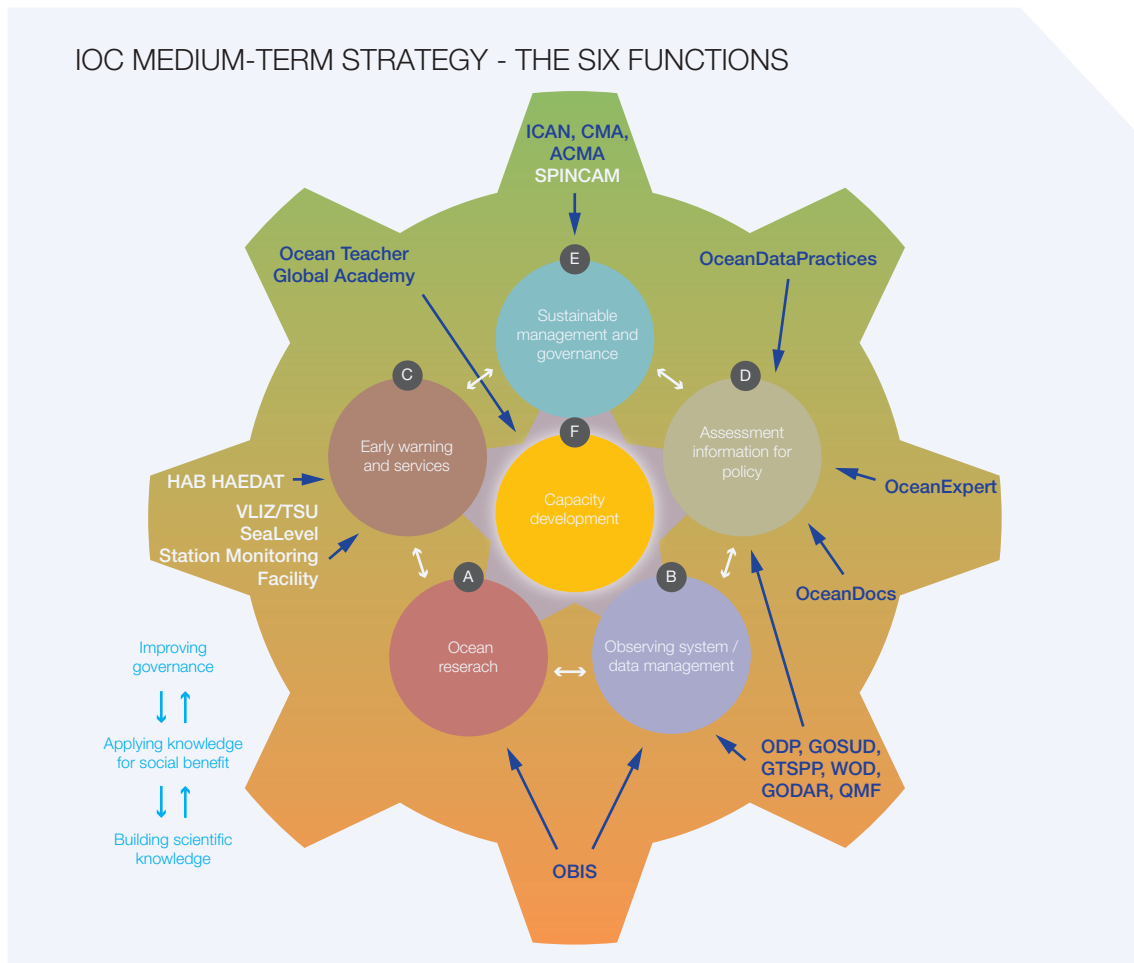 IOC MEDIUM-TERM STRATEGY - THE SIX FUNCTIONS
ICAN, CMA,
ACMA
SPINCAM
Ocean Teacher
Global Academy
OceanDataPractices
E
Sustainable
management and
governance
C
Early warning
and services
D
Assessment
information for
policy
F
Capacity
development
HAB HAEDAT
VLIZ/TSU
SeaLevel
Station Monitoring
Facility
OceanExpert
OceanDocs
A
Ocean
reserach
B
Observing system /
data management
Improving
governance
Applying knowledge
for social benefit
Building scientific
knowledge
ODP, GOSUD,
GTSPP, WOD,
GODAR, QMF
OBIS